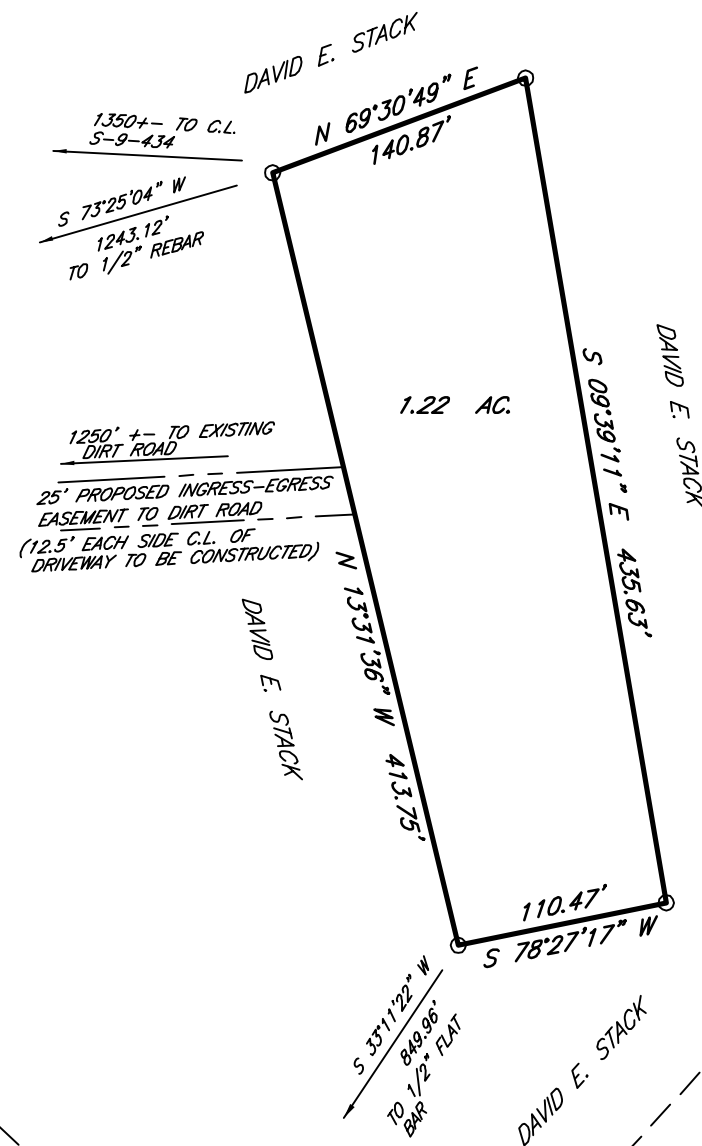 DAVID E. STACK
1350+- TO C.L.
S-9-434
N 69°30'49" E
140.87'
S 73°25'04" W
1243.12'
TO 1/2" REBAR
1.22 AC.
S 09°39'11" E 435.63'
DAVID E. STACK
1250' +- TO EXISTING
DIRT ROAD
25' PROPOSED INGRESS-EGRESS
EASEMENT TO DIRT ROAD
(12.5' EACH SIDE C.L. OF
DRIVEWAY TO BE CONSTRUCTED)
N 13°31'36" W 413.75'
DAVID E. STACK
110.47'
S 78°27'17" W
S 33°11'22" W
849.96'
TO 1/2" FLAT
BAR
DAVID E. STACK